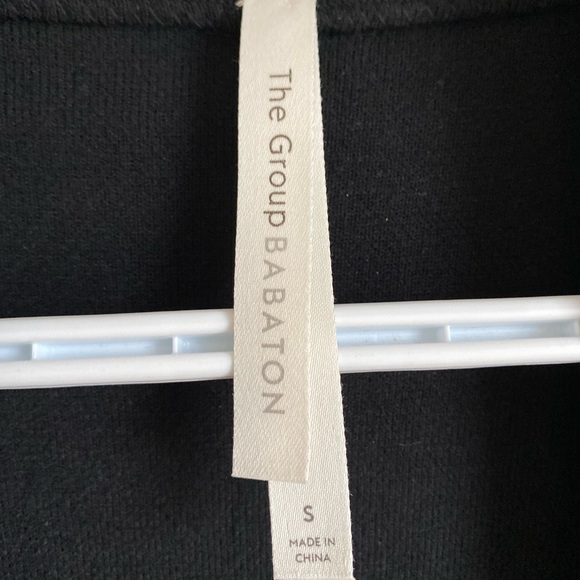 The Group BABATON
S
MADE IN
CHINA